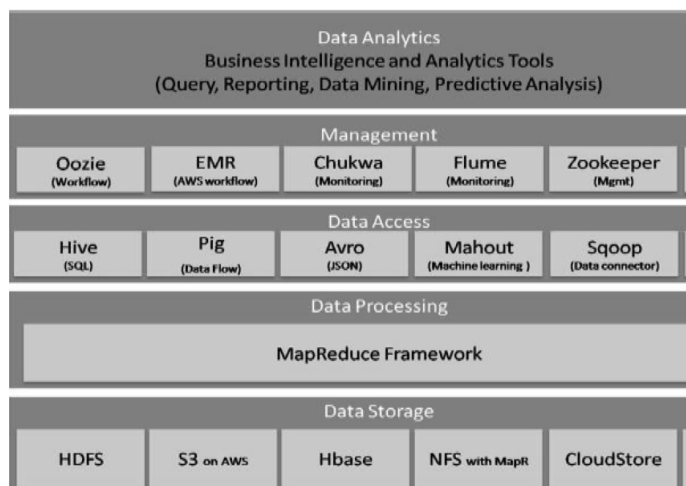 Data Analytics
Business Intelligence and Analytics Tools
(Query, Reporting, Data Mining, Predictive Analysis)
Management
Oozie
(Workflow)
EMR
(AWS workflow)
Chukwa
(Monitoring)
Flume
(Monitoring)
Zookeeper
(Mgmt)
Data Access
Hive
(SQL)
Pig
(Data Flow)
Avro
(JSON)
Mahout
(Machine learning )
Sqoop
(Data connector)
Data Processing
MapReduce Framework
Data Storage
HDFS
S3 on AWS
Hbase
NFS with MapR
CloudStore